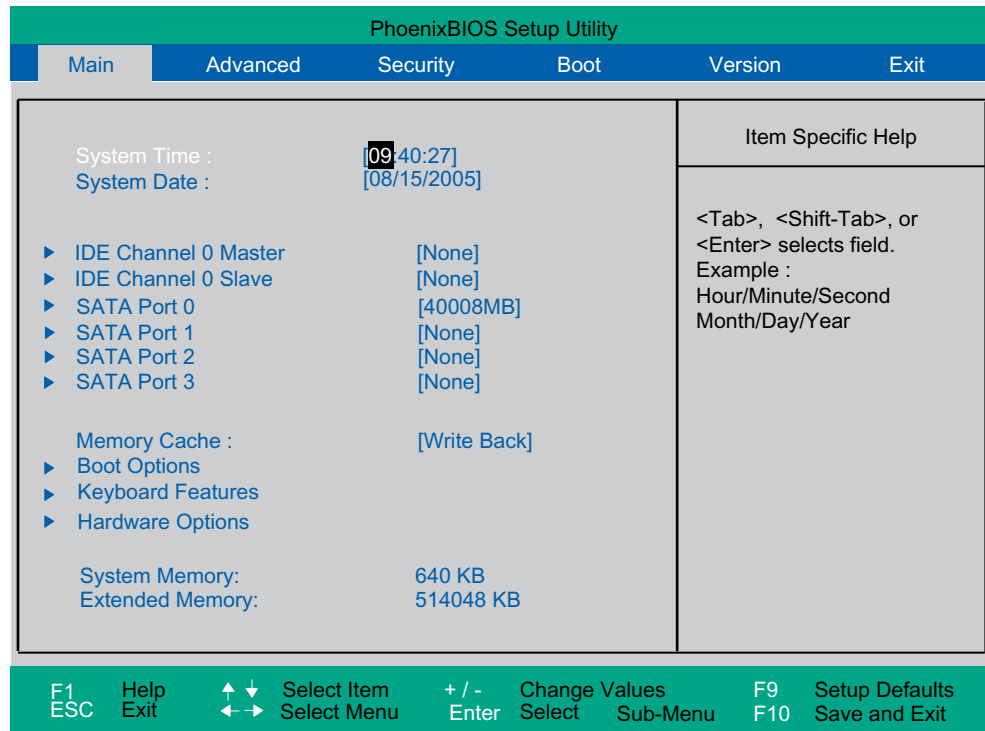 PhoenixBIOS Setup Utility
Main Advanced Security Boot Version Exit
System Time : [09:40:27]
System Date : [08/15/2005]
IDE Channel 0 Master [None]
IDE Channel 0 Slave [None]
SATA Port 0 [40008MB]
SATA Port 1 [None]
SATA Port 2 [None]
SATA Port 3 [None]
Memory Cache : [Write Back]
Boot Options
Keyboard Features
Hardware Options
System Memory: 640 KB
Extended Memory: 514048 KB
Item Specific Help
<Tab>, <Shift-Tab>, or
<Enter> selects field.
Example :
Hour/Minute/Second
Month/Day/Year
F1 Help Select Item + / - Change Values F9 Setup Defaults
ESC Exit Select Menu Enter Select Sub-Menu F10 Save and Exit